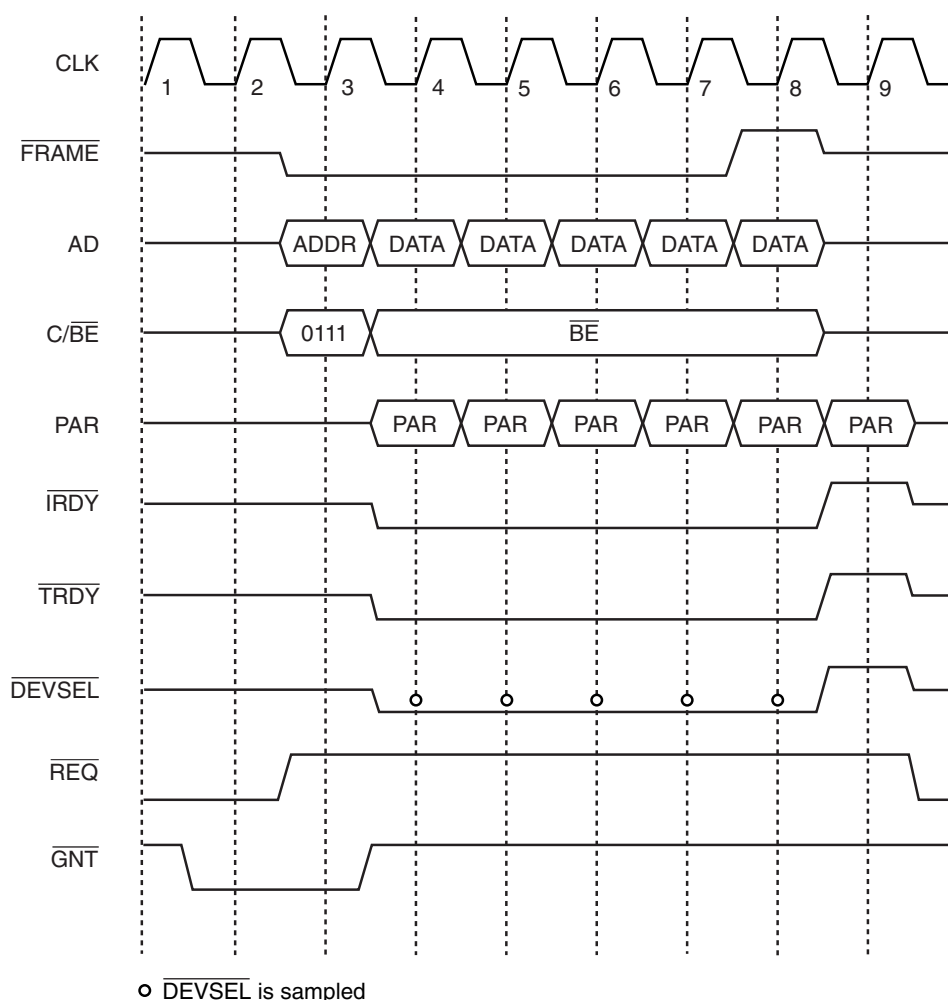 CLK
1 2 3 4 5 6 7 8 9
FRAME
AD
ADDR DATA DATA DATA DATA DATA
C/BE
0111 BE
PAR
PAR PAR PAR PAR PAR PAR
IRDY
TRDY
DEVSEL
REQ
GNT
DEVSEL is sampled